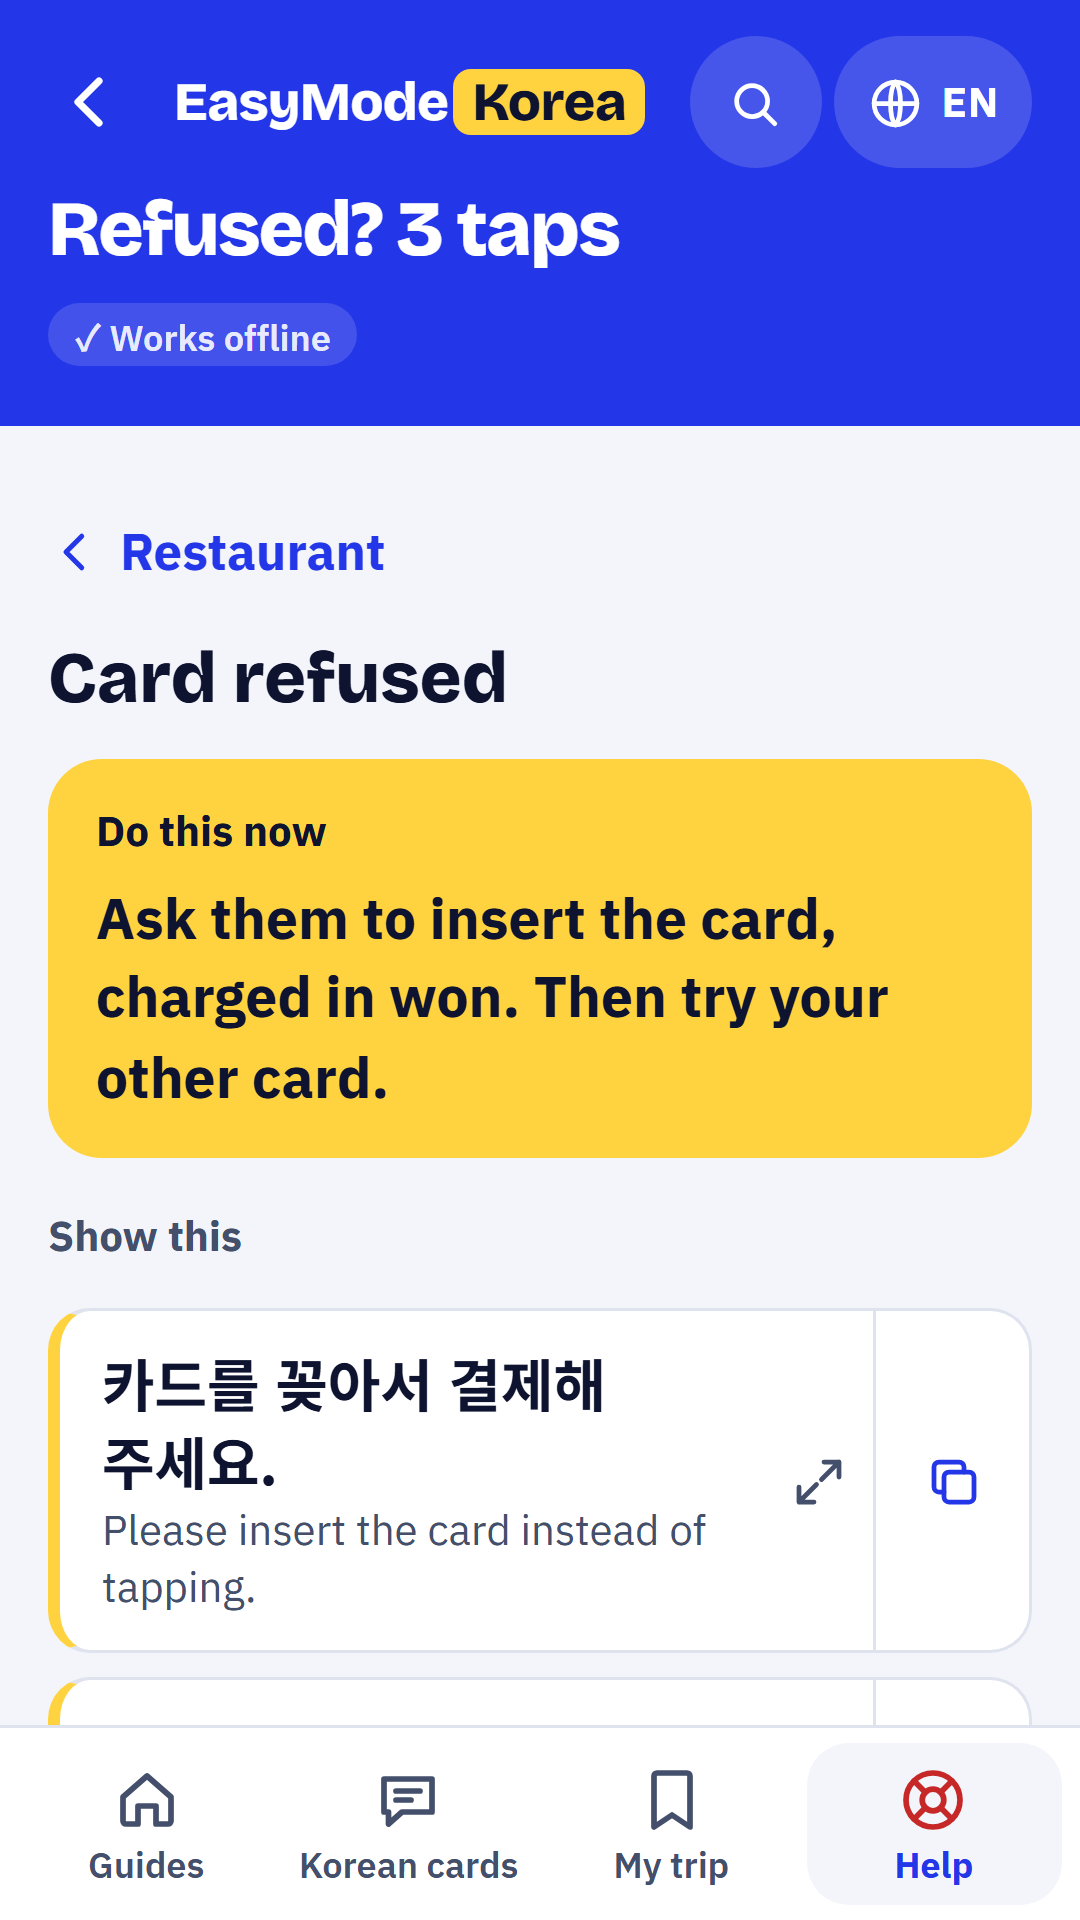 EasyMode Korea
EN
Refused? 3 taps
✓ Works offline
Restaurant
Card refused
Do this now
Ask them to insert the card,
charged in won. Then try your
other card.
Show this
카드를 꽂아서 결제해
주세요.
Please insert the card instead of
tapping.
Guides
Korean cards
My trip
Help